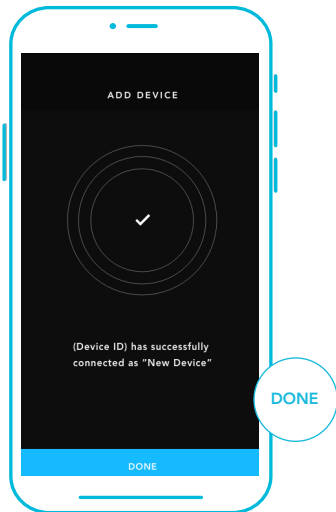 ADD DEVICE
(Device ID) has successfully
connected as "New Device"
DONE
DONE